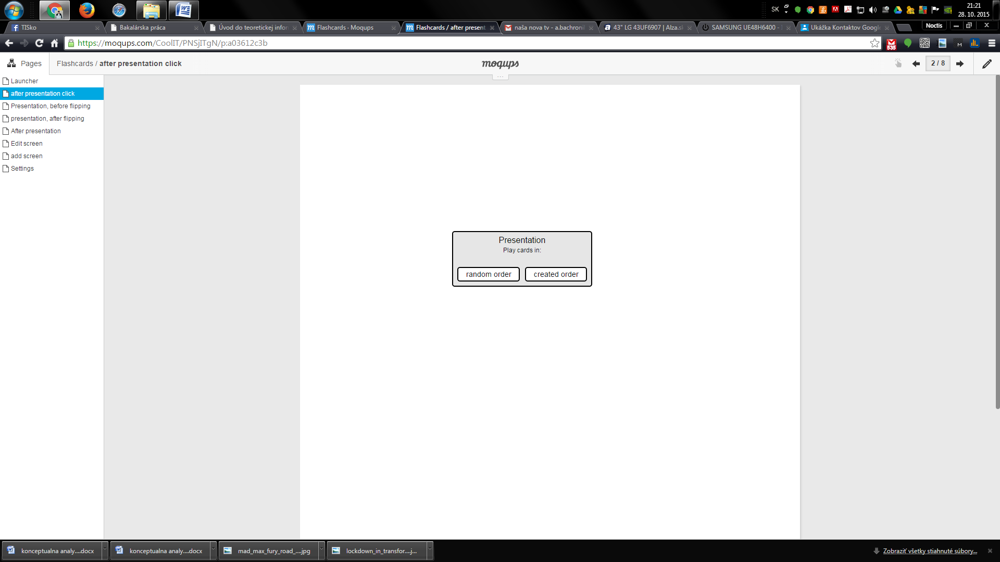 SK
21:21
28. 10. 2015
TISko
Bakalárska práca
Úvod do teoretickej infor
Flashcards · Moqups
Flashcards / after present
naša nova tv - a.bachronil
43" LG 43UF6907 | Alza.sk
SAMSUNG UE48H6400 -
Ukážka Kontaktov Google
Noctis
https://moqups.com/CoolIT/PNSjITgN/p:a03612c3b
535
M
Pages
Flashcards / after presentation click
moqups
2 / 8
...
Launcher
after presentation click
Presentation, before flipping
presentation, after flipping
After presentation
Edit screen
add screen
Settings
Presentation
Play cards in:
random order
created order
konceptualna analy....docx
konceptualna analy....docx
mad_max_fury_road_....jpg
lockdown_in_transfor....j...
Zobraziť všetky stiahnuté súbory...